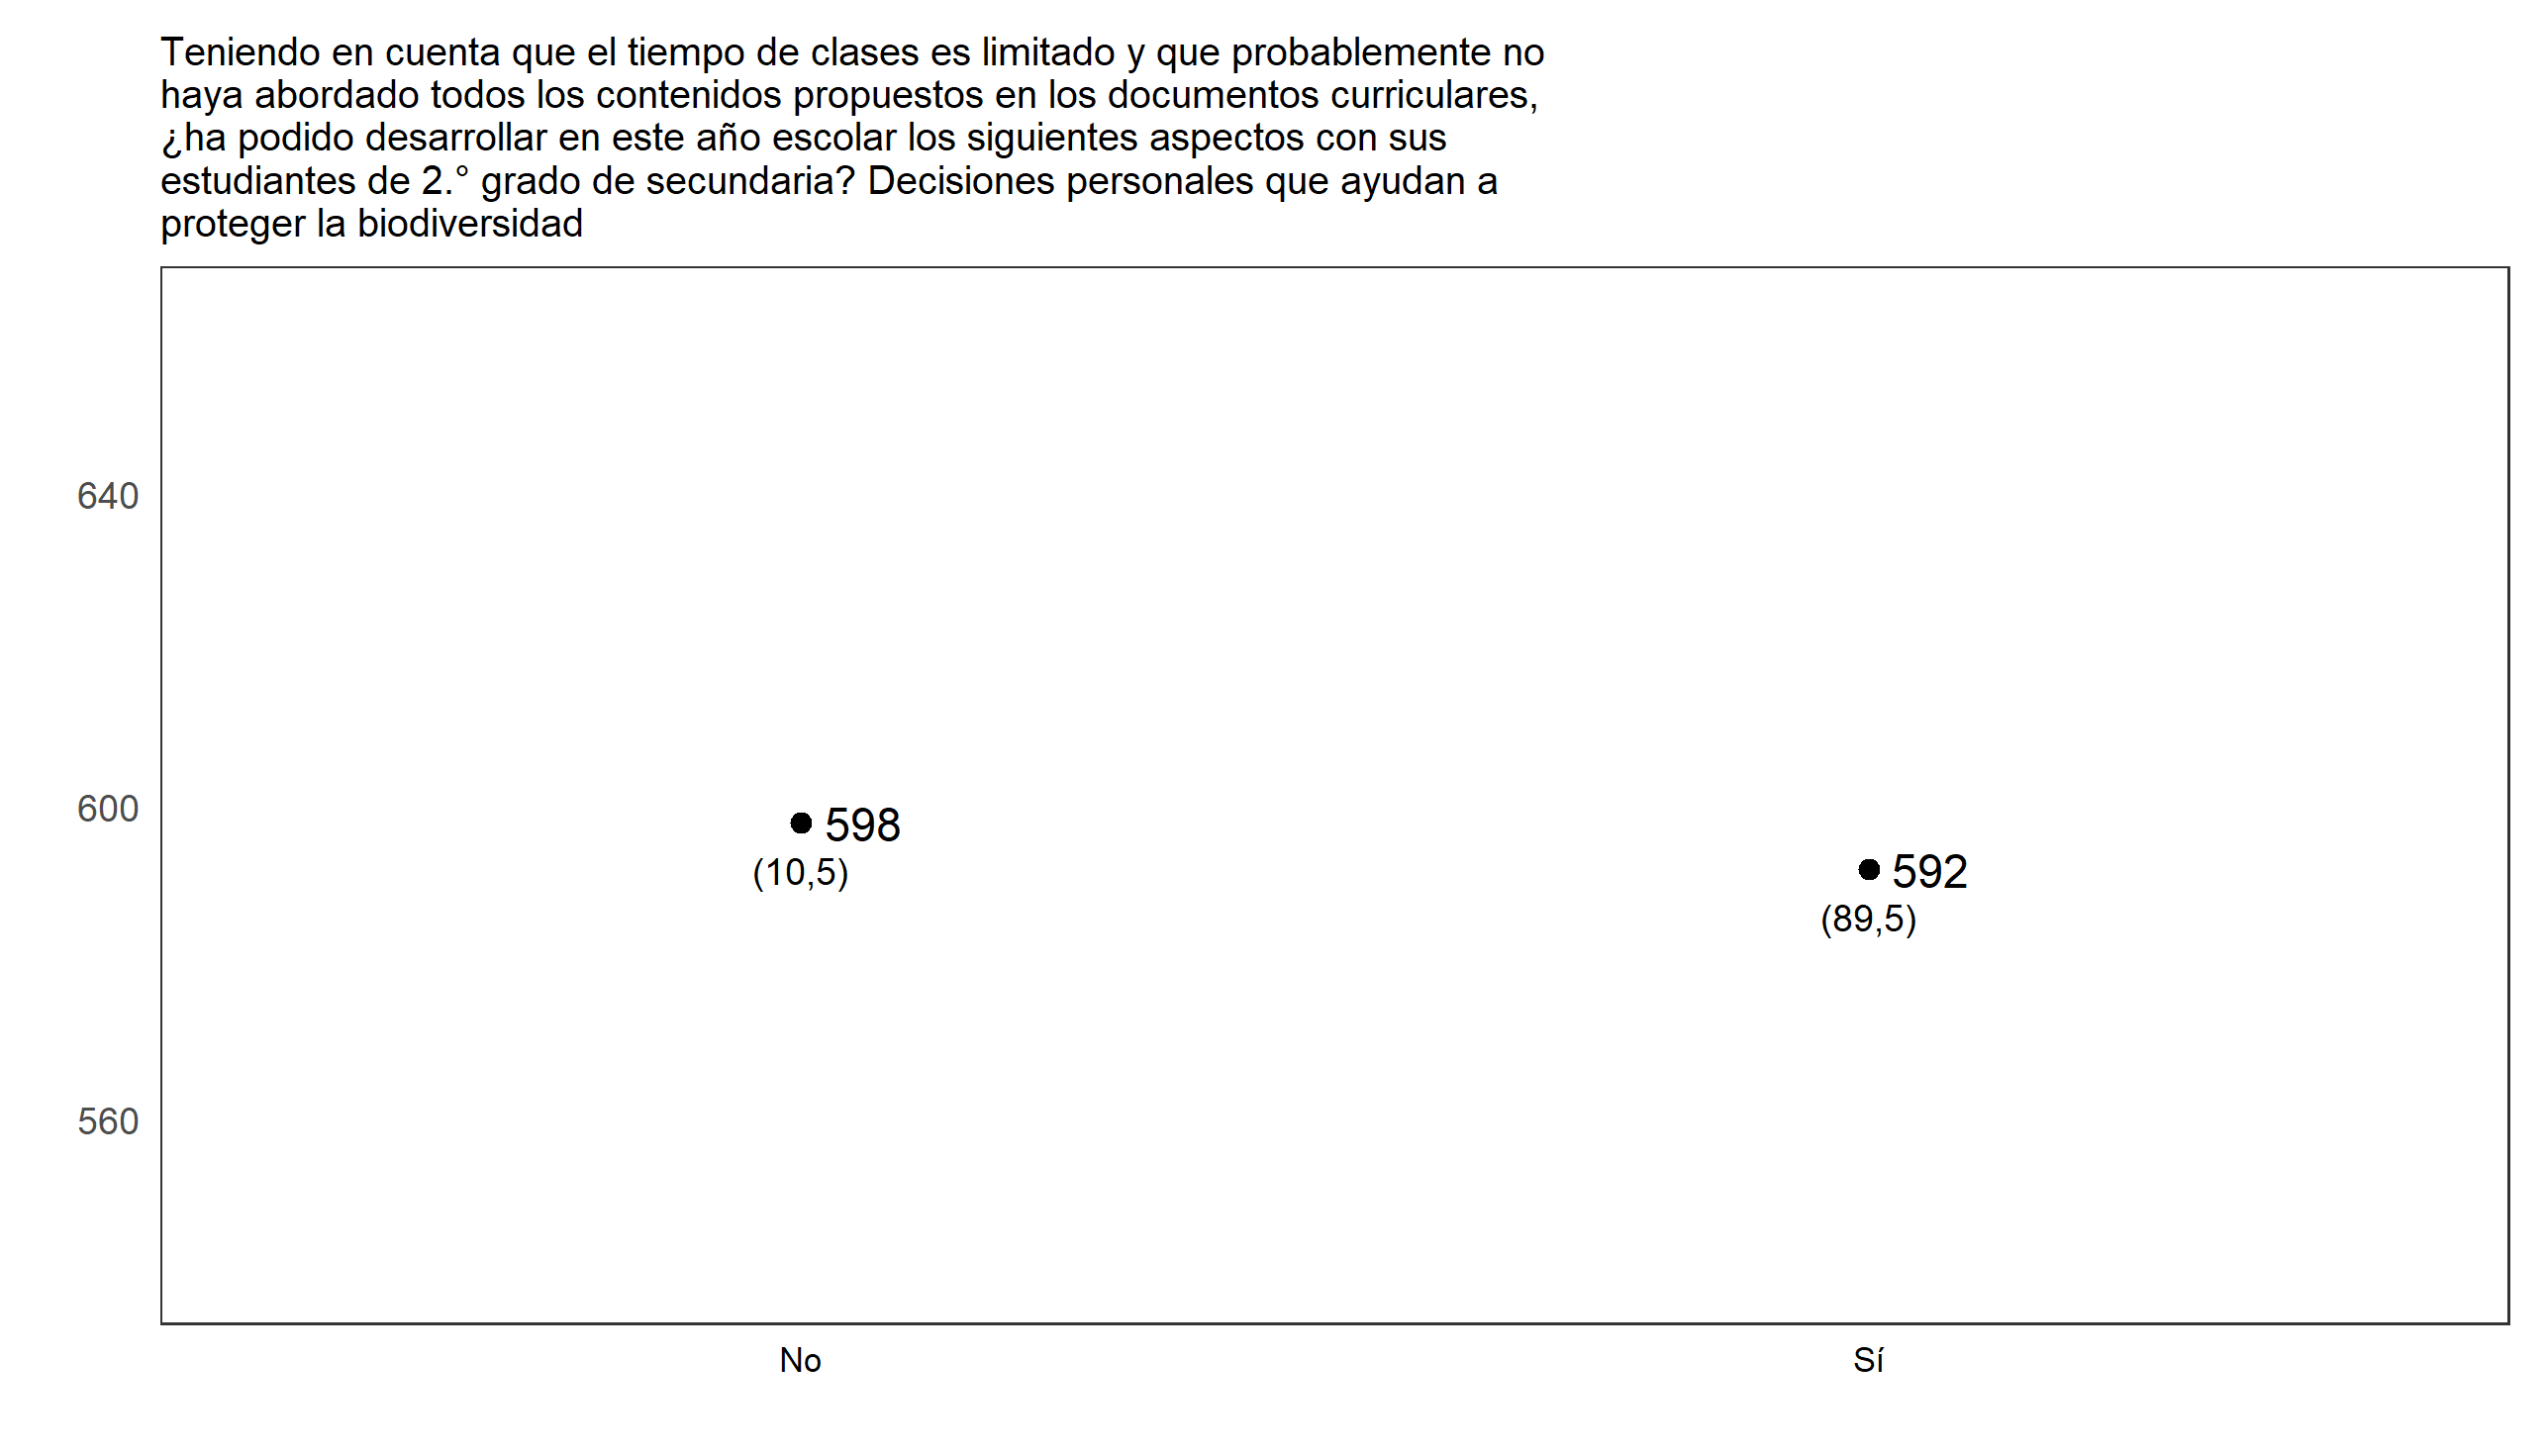 Teniendo en cuenta que el tiempo de clases es limitado y que probablemente no
haya abordado todos los contenidos propuestos en los documentos curriculares,
¿ha podido desarrollar en este año escolar los siguientes aspectos con sus
estudiantes de 2.° grado de secundaria? Decisiones personales que ayudan a
proteger la biodiversidad
640
600
598
(10,5)
592
(89,5)
560
No
Sí